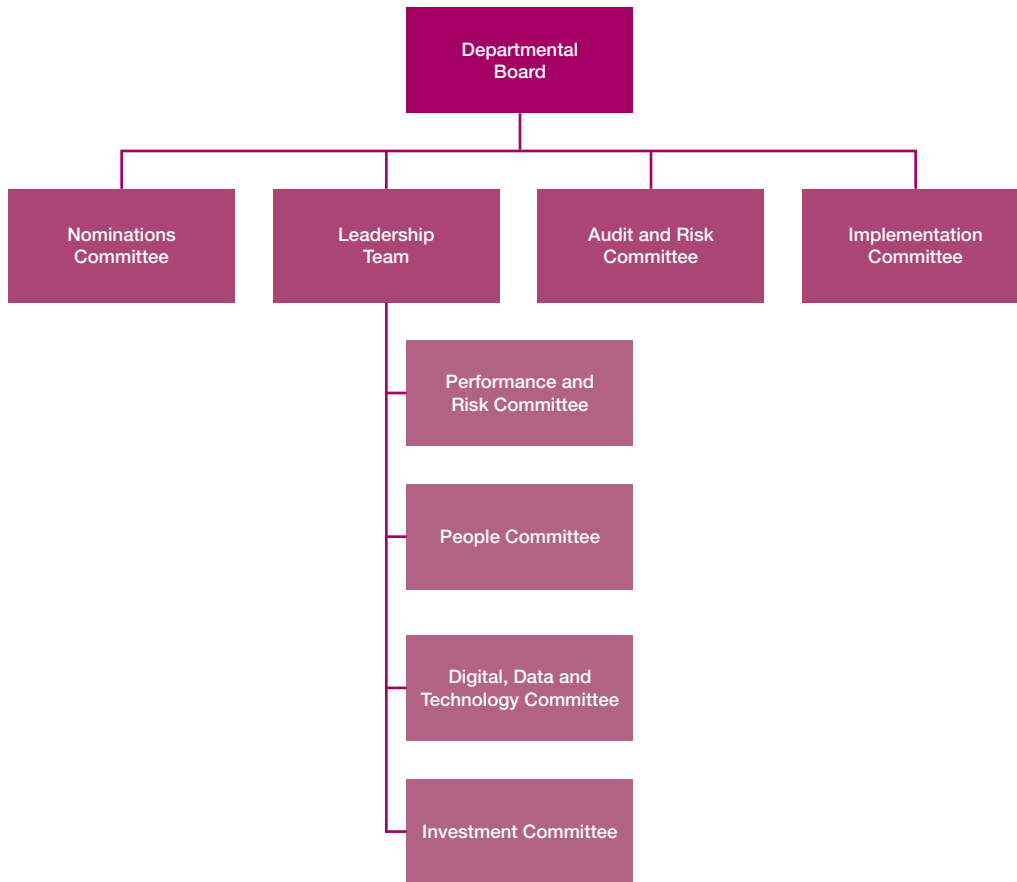 Departmental
Board
Nominations
Committee
Leadership
Team
Audit and Risk
Committee
Implementation
Committee
Performance and
Risk Committee
People Committee
Digital, Data and
Technology Committee
Investment Committee